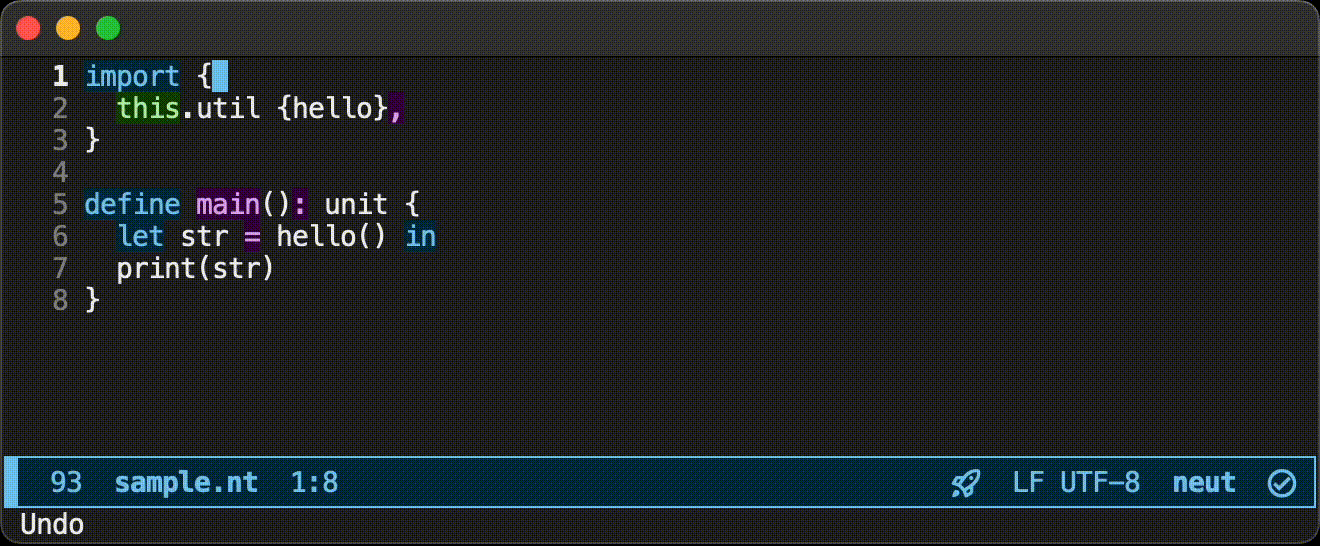 1 import {
2   this.util {hello},
3 }
4
5 define main(): unit {
6   let str = hello() in
7   print(str)
8 }
93 sample.nt 1:8 LF UTF-8 neut
Undo